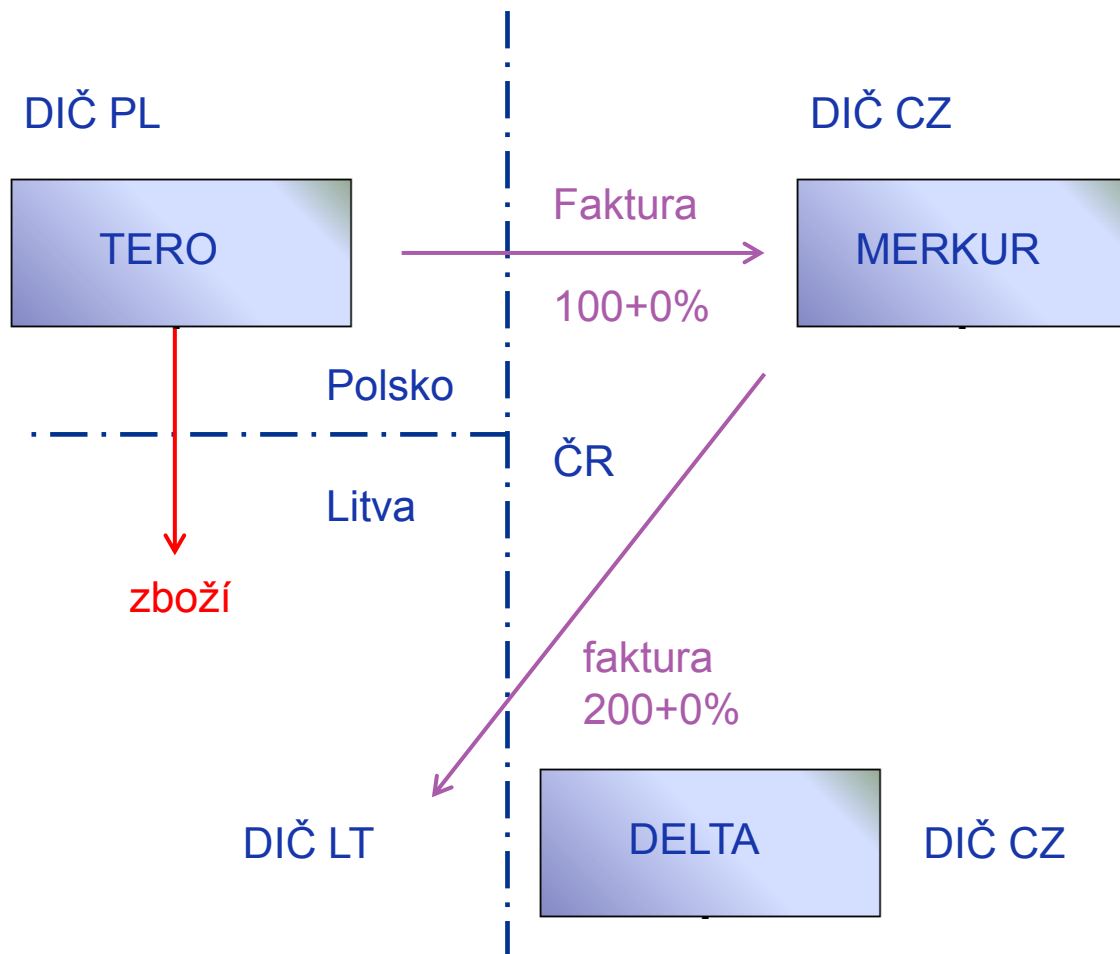 DIČ PL
DIČ CZ
TERO
Faktura
100+0%
MERKUR
Polsko
ČR
Litva
zboží
faktura
200+0%
DIČ LT
DELTA
DIČ CZ